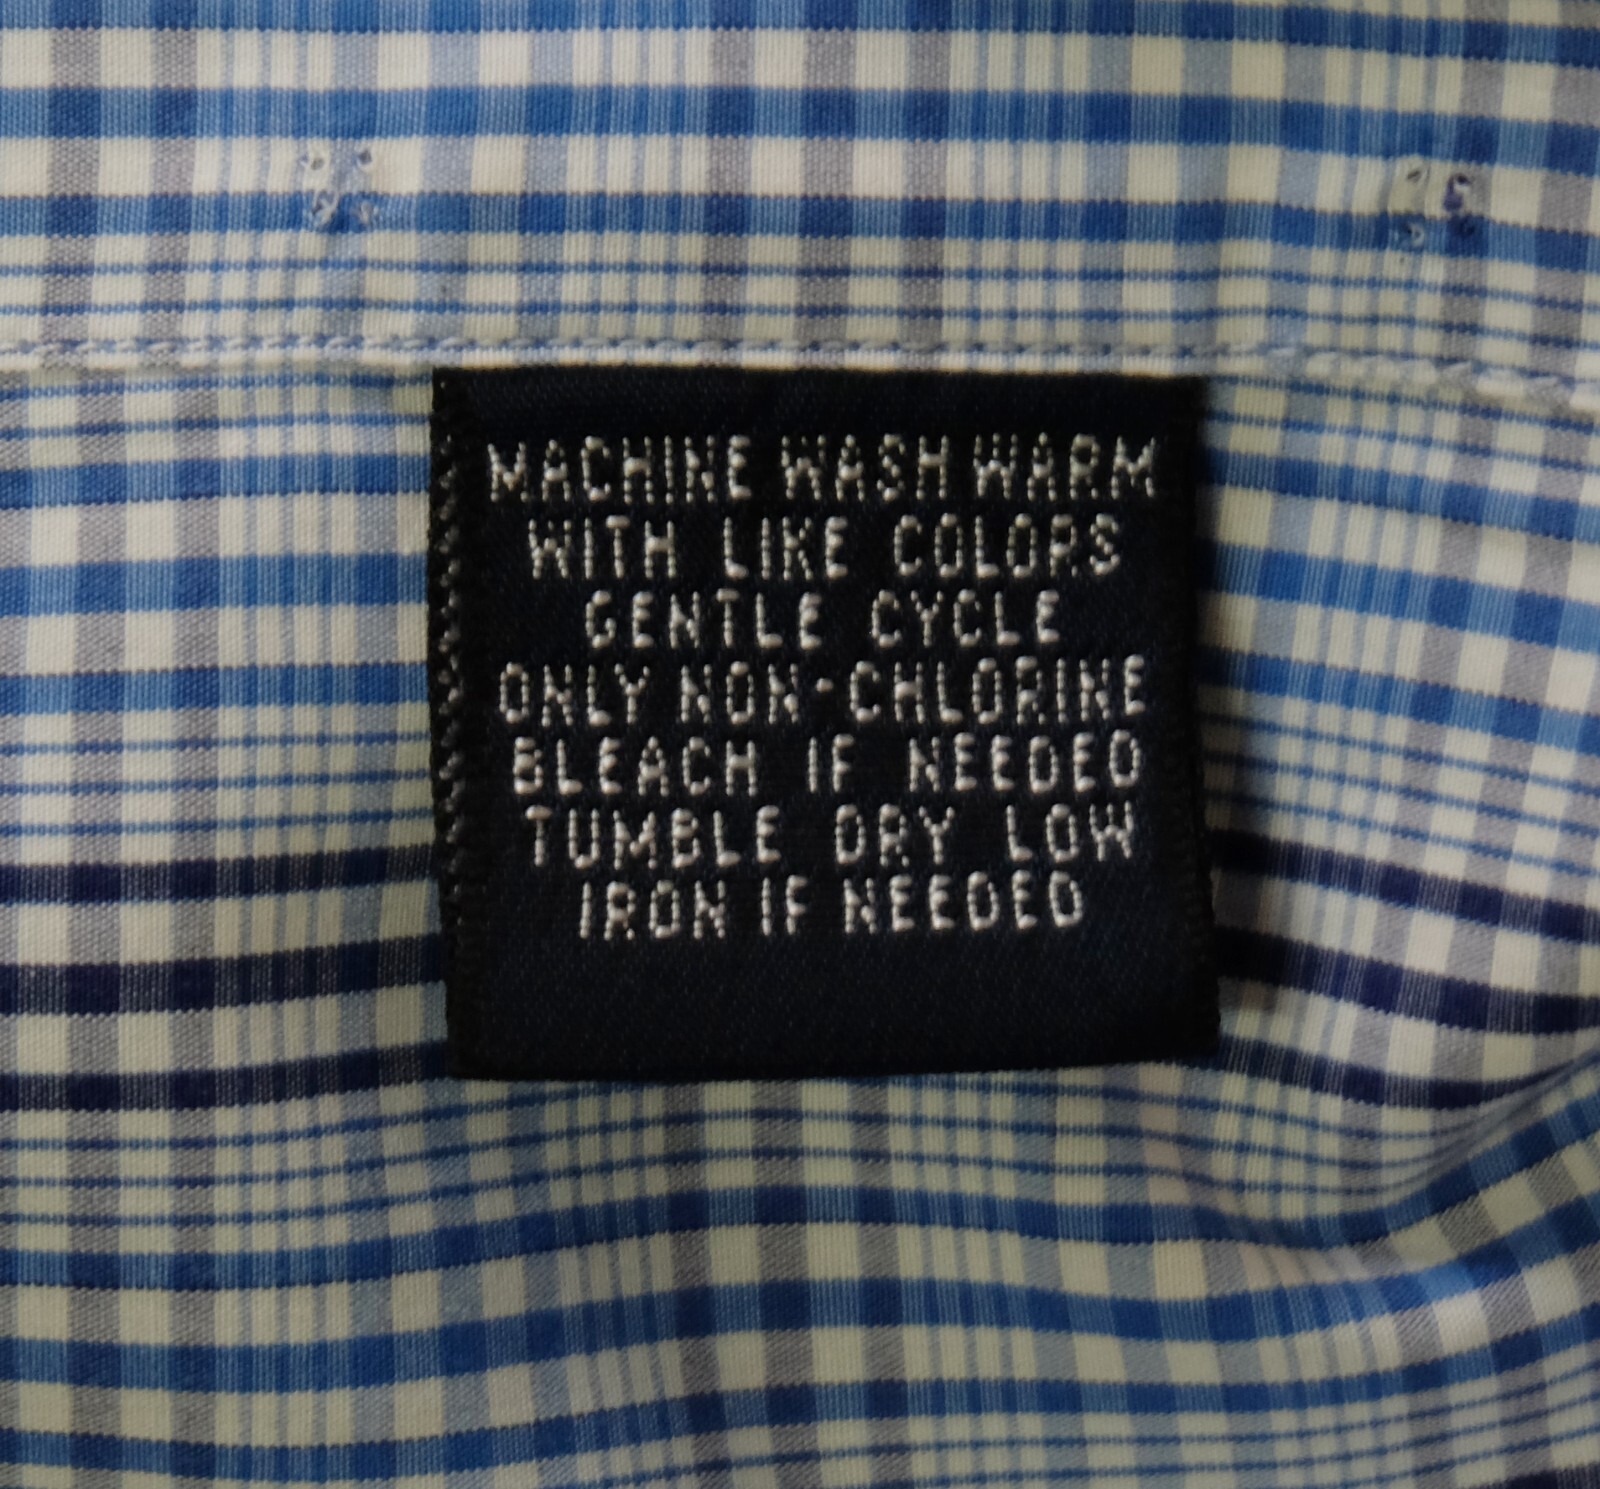 MACHINE WASH WARM
WITH LIKE COLORS
GENTLE CYCLE
ONLY NON-CHLORINE
BLEACH IF NEEDED
TUMBLE DRY LOW
IRON IF NEEDED